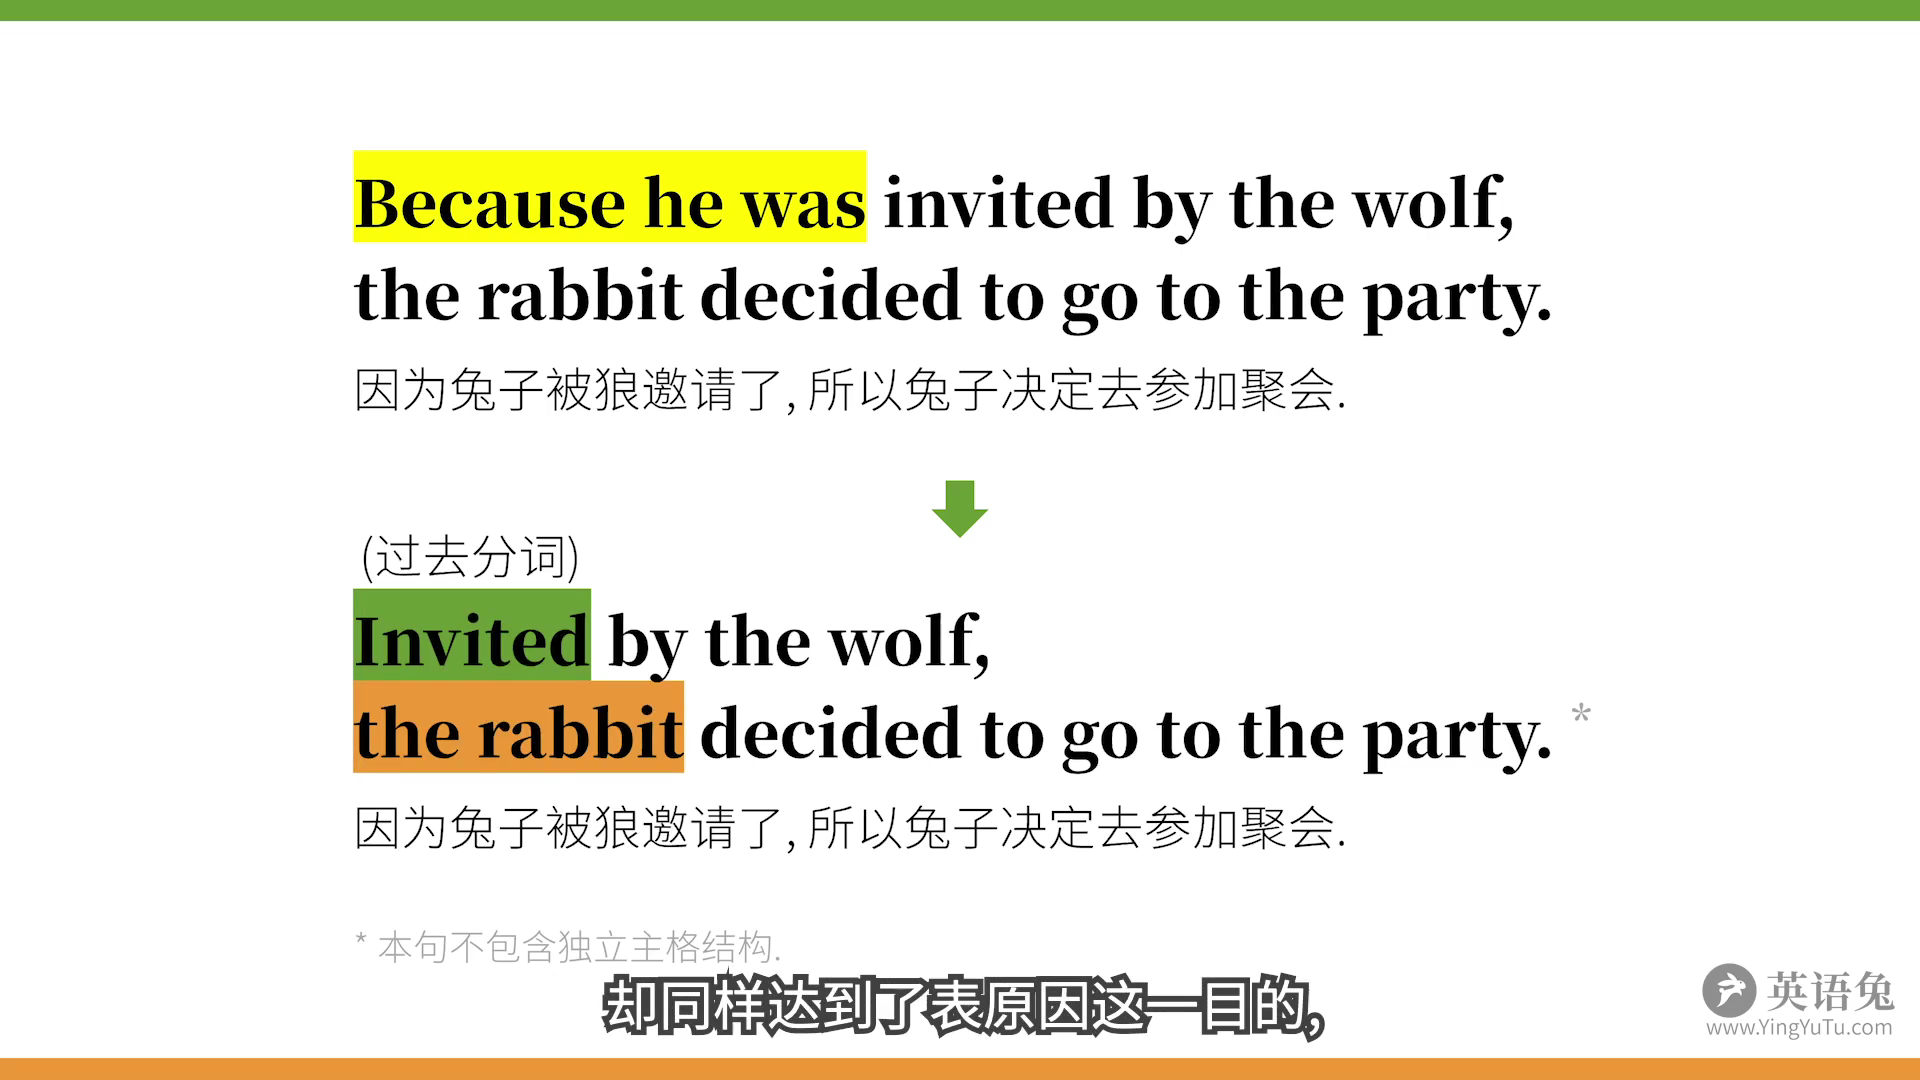 Because he was invited by the wolf,
the rabbit decided to go to the party.
因为兔子被狼邀请了, 所以兔子决定去参加聚会.
(过去分词)
Invited by the wolf,
the rabbit decided to go to the party. *
因为兔子被狼邀请了, 所以兔子决定去参加聚会.
* 本句不包含独立主格结构.
却同样达到了表原因这一目的,
英语兔
www.YingYuTu.com